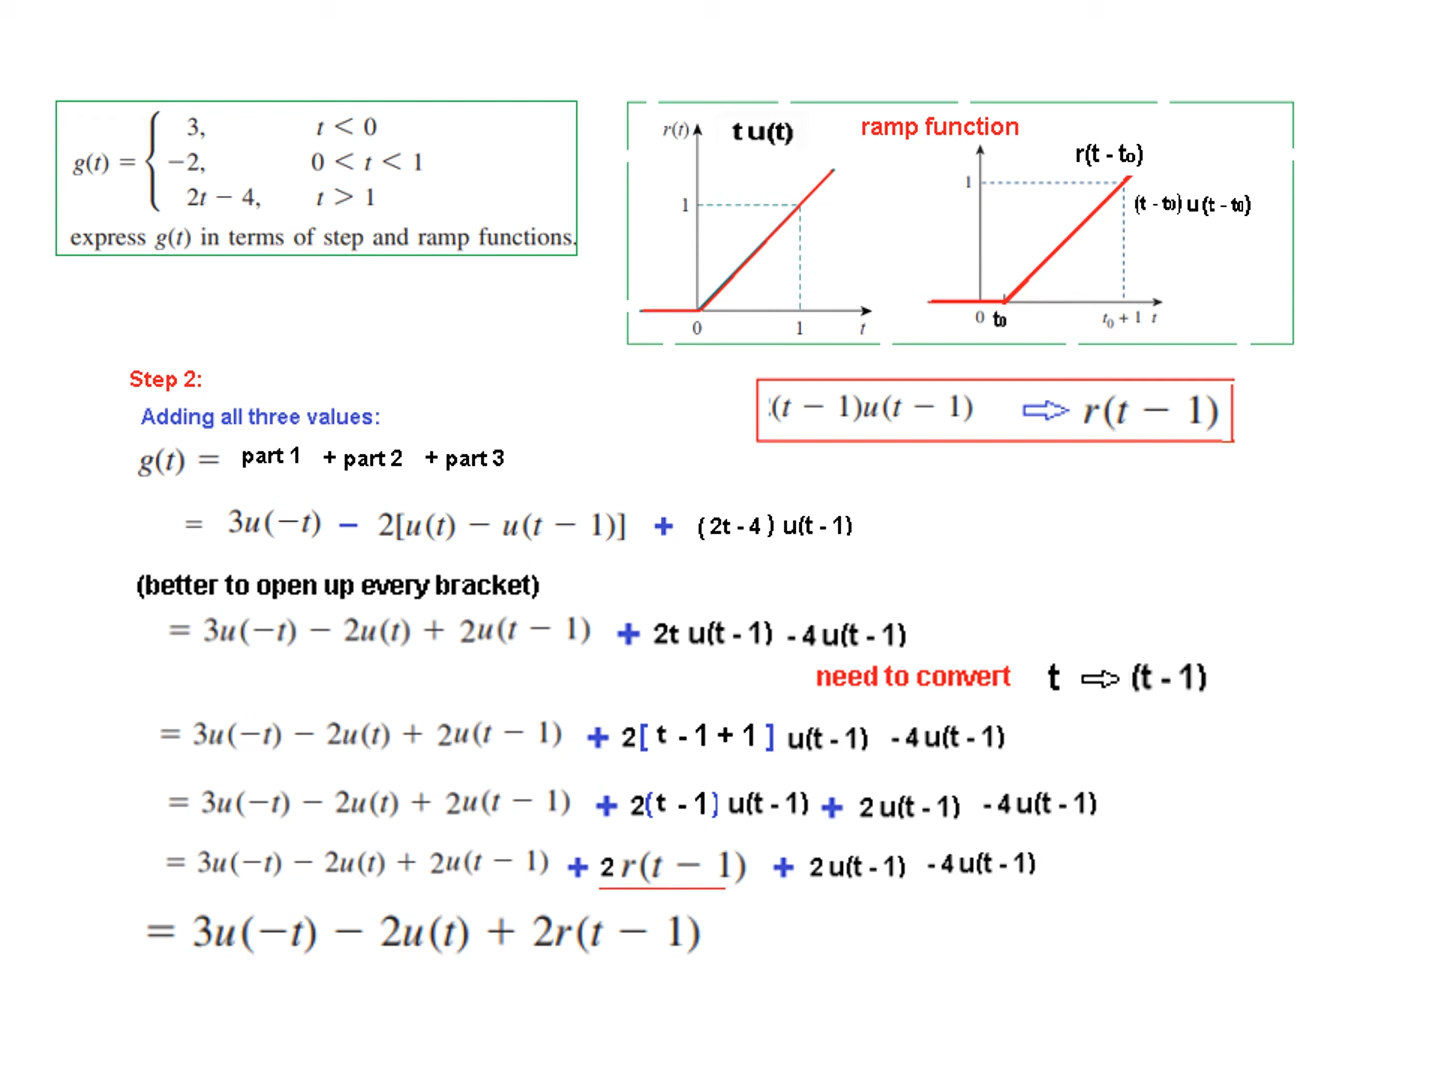 g(t) = { 3, t < 0
−2, 0 < t < 1
2t − 4, t > 1
express g(t) in terms of step and ramp functions.
r(t) t u(t)
1
0 1 t
ramp function
r(t - t₀)
1
(t - t₀) u (t - t₀)
0 t₀ t₀ + 1 t
Step 2:
Adding all three values:
(t − 1)u(t − 1) ⇨ r(t − 1)
g(t) = part 1 + part 2 + part 3
= 3u(−t) − 2[u(t) − u(t − 1)] + ( 2t - 4 ) u(t - 1)
(better to open up every bracket)
= 3u(−t) − 2u(t) + 2u(t − 1) + 2t u(t - 1) - 4 u(t - 1)
need to convert t ⇨ (t - 1)
= 3u(−t) − 2u(t) + 2u(t − 1) + 2[ t - 1 + 1 ] u(t - 1) - 4 u(t - 1)
= 3u(−t) − 2u(t) + 2u(t − 1) + 2(t - 1) u(t - 1) + 2 u(t - 1) - 4 u(t - 1)
= 3u(−t) − 2u(t) + 2u(t − 1) + 2 r(t − 1) + 2 u(t - 1) - 4 u(t - 1)
= 3u(−t) − 2u(t) + 2r(t − 1)